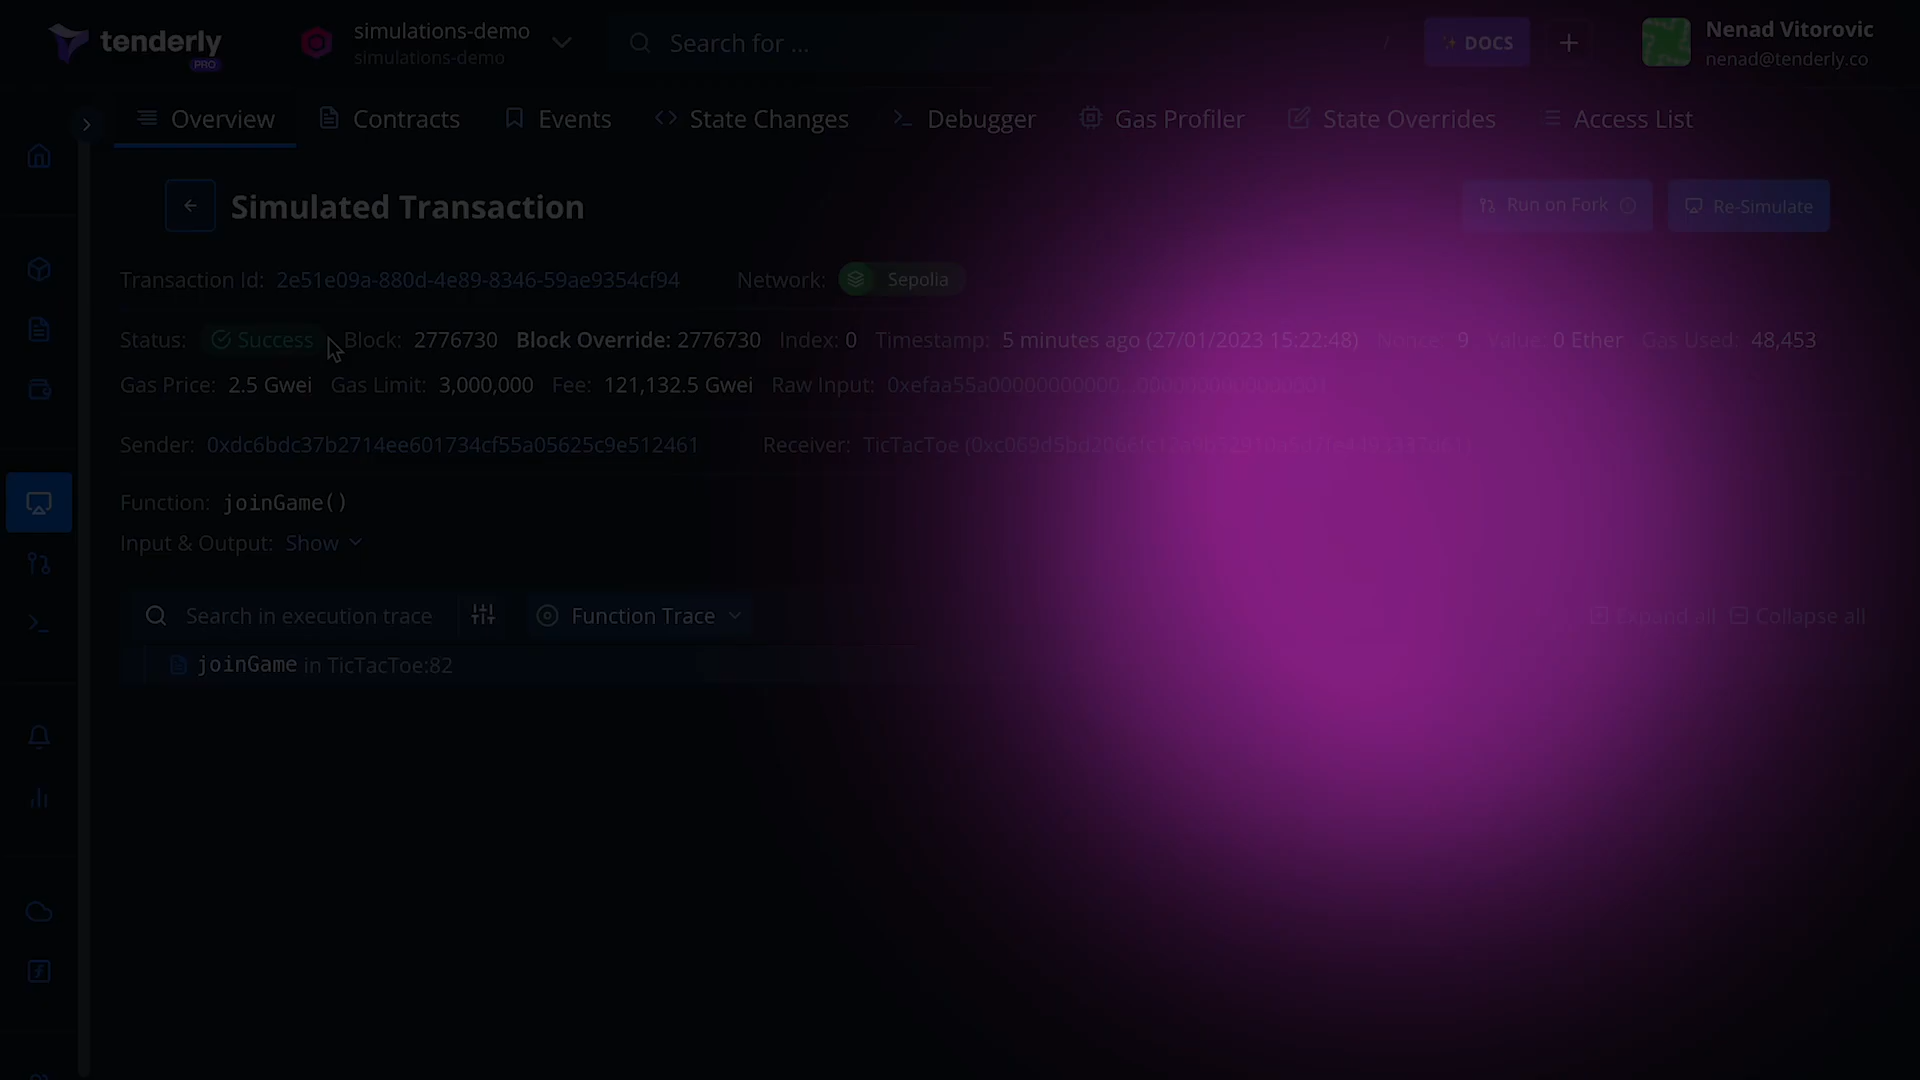 tenderly
PRO
simulations-demo
simulations-demo
Search for ...
/
DOCS
Nenad Vitorovic
nenad@tenderly.co
Overview Contracts Events State Changes Debugger Gas Profiler State Overrides Access List
Simulated Transaction
Run on Fork
Re-Simulate
Transaction Id: 2e51e09a-880d-4e89-8346-59ae9354cf94 Network: Sepolia
Status: Success Block: 2776730 Block Override: 2776730 Index: 0 Timestamp: 5 minutes ago (27/01/2023 15:22:48) Nonce: 9 Value: 0 Ether Gas Used: 48,453
Gas Price: 2.5 Gwei Gas Limit: 3,000,000 Fee: 121,132.5 Gwei Raw Input:
Sender: 0xdc6bdc37b2714ee601734cf55a05625c9e512461 Receiver: TicTacToe
Function: joinGame()
Input & Output: Show
Search in execution trace Function Trace Expand all Collapse all
joinGame in TicTacToe:82